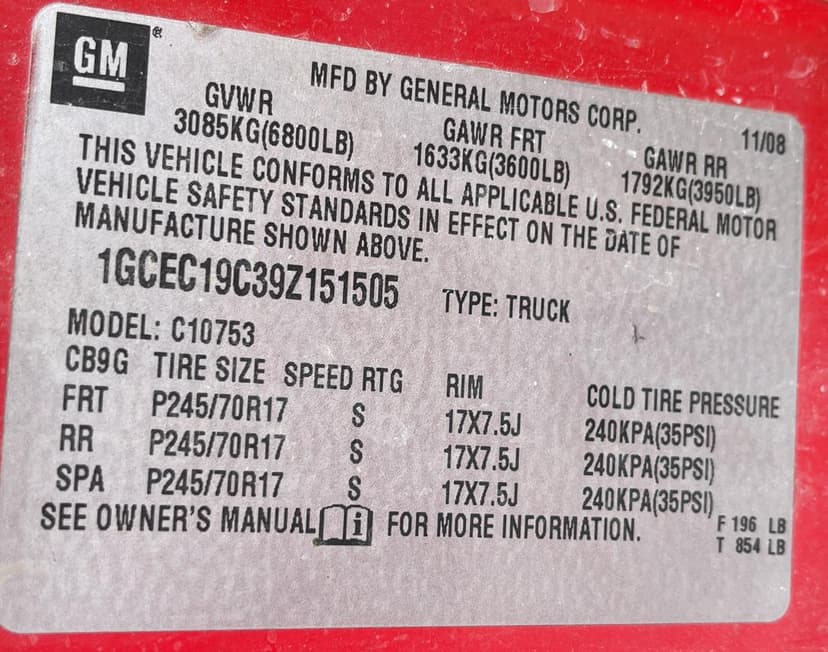 GM ®
MFD BY GENERAL MOTORS CORP. 11/08
GVWR GAWR FRT GAWR RR
3085KG(6800LB) 1633KG(3600LB) 1792KG(3950LB)
THIS VEHICLE CONFORMS TO ALL APPLICABLE U.S. FEDERAL MOTOR
VEHICLE SAFETY STANDARDS IN EFFECT ON THE DATE OF
MANUFACTURE SHOWN ABOVE.
1GCEC19C39Z151505 TYPE: TRUCK
MODEL: C10753
CB9G TIRE SIZE SPEED RTG RIM COLD TIRE PRESSURE
FRT P245/70R17 S 17X7.5J 240KPA(35PSI)
RR P245/70R17 S 17X7.5J 240KPA(35PSI)
SPA P245/70R17 S 17X7.5J 240KPA(35PSI)
SEE OWNER'S MANUAL i FOR MORE INFORMATION.
F 196 LB
T 854 LB